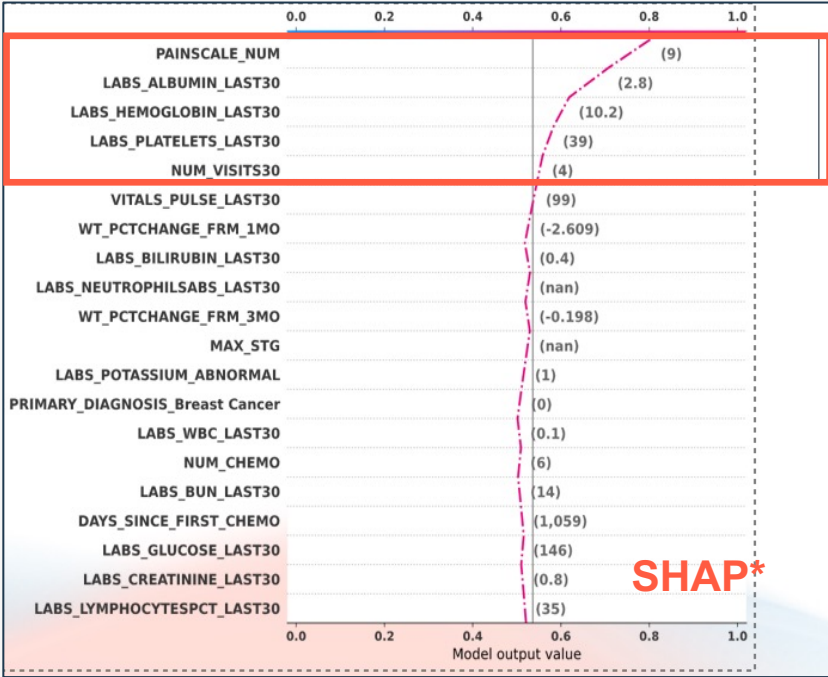 0.0 0.2 0.4 0.6 0.8 1.0
PAINSCALE_NUM (9)
LABS_ALBUMIN_LAST30 (2.8)
LABS_HEMOGLOBIN_LAST30 (10.2)
LABS_PLATELETS_LAST30 (39)
NUM_VISITS30 (4)
VITALS_PULSE_LAST30 (99)
WT_PCTCHANGE_FRM_1MO (-2.609)
LABS_BILIRUBIN_LAST30 (0.4)
LABS_NEUTROPHILSABS_LAST30 (nan)
WT_PCTCHANGE_FRM_3MO (-0.198)
MAX_STG (nan)
LABS_POTASSIUM_ABNORMAL (1)
PRIMARY_DIAGNOSIS_Breast Cancer (0)
LABS_WBC_LAST30 (0.1)
NUM_CHEMO (6)
LABS_BUN_LAST30 (14)
DAYS_SINCE_FIRST_CHEMO (1,059)
LABS_GLUCOSE_LAST30 (146)
SHAP*
LABS_CREATININE_LAST30 (0.8)
LABS_LYMPHOCYTESPCT_LAST30 (35)
0.0 0.2 0.4 0.6 0.8 1.0
Model output value